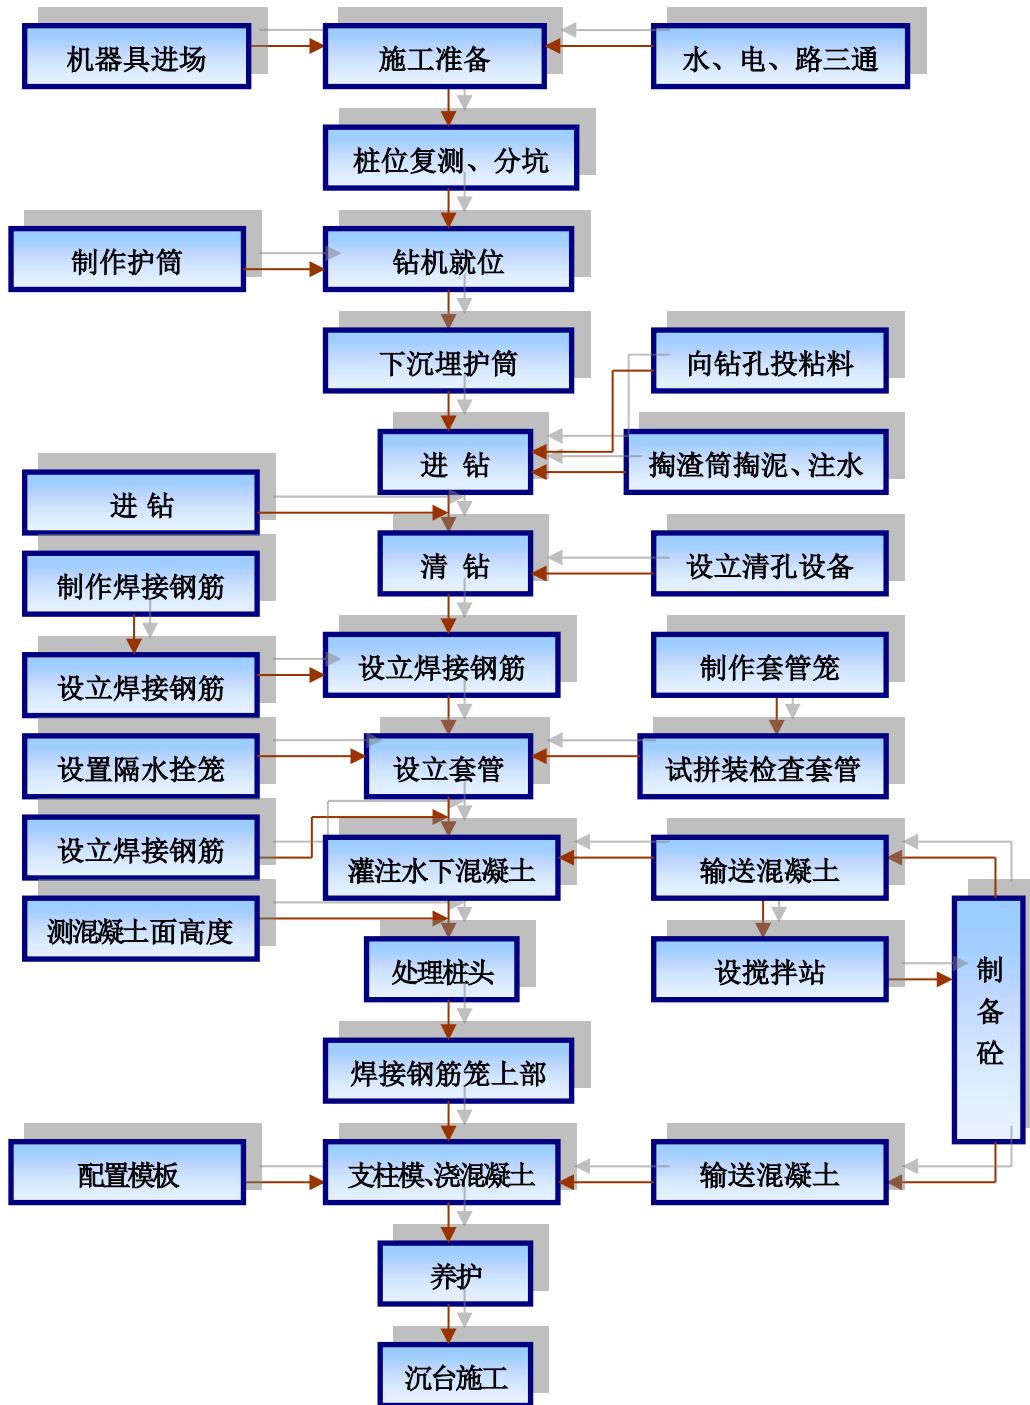 机器具进场
施工准备
水、电、路三通
桩位复测、分坑
制作护筒
钻机就位
下沉埋护筒
向钻孔投粘料
进 钻
掏渣筒掏泥、注水
进 钻
清 钻
设立清孔设备
制作焊接钢筋
设立焊接钢筋
设立焊接钢筋
制作套管笼
设置隔水拴笼
设立套管
试拼装检查套管
设立焊接钢筋
灌注水下混凝土
输送混凝土
测混凝土面高度
处理桩头
设搅拌站
制
备
砼
焊接钢筋笼上部
配置模板
支柱模、浇混凝土
输送混凝土
养护
沉台施工